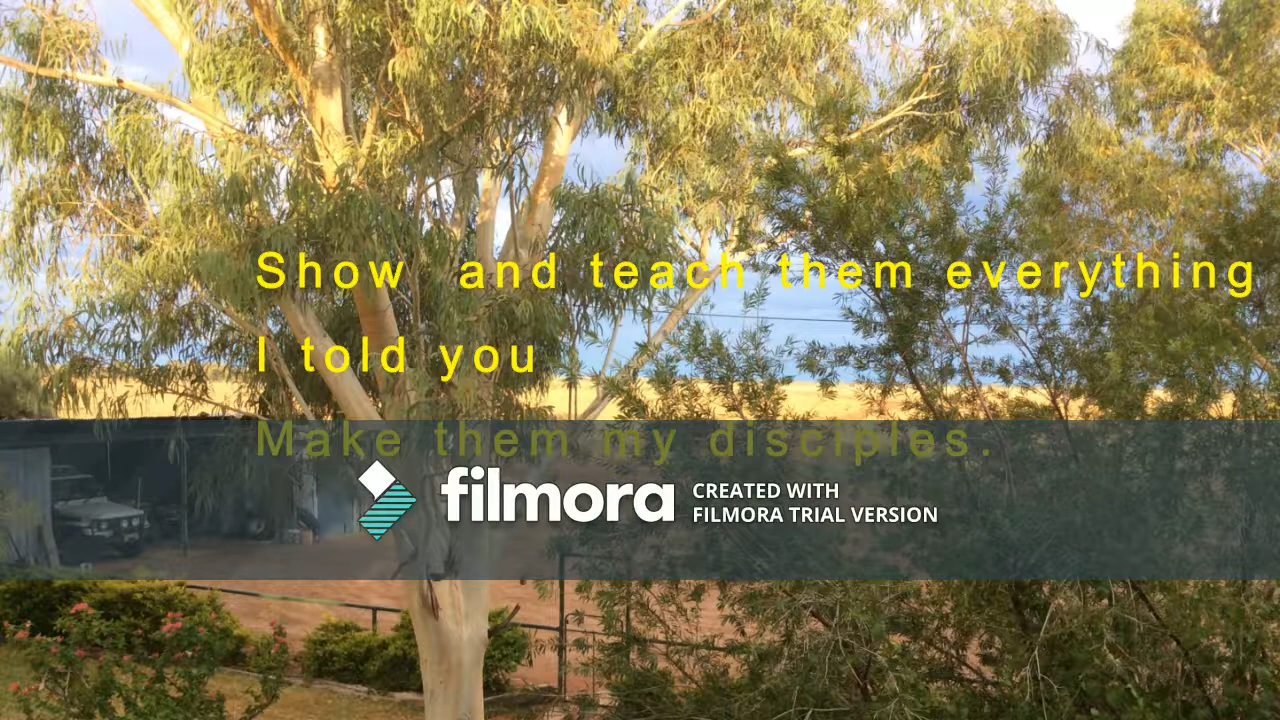 Show and teach them everything
I told you
Make them my disciples.
filmora
CREATED WITH
FILMORA TRIAL VERSION